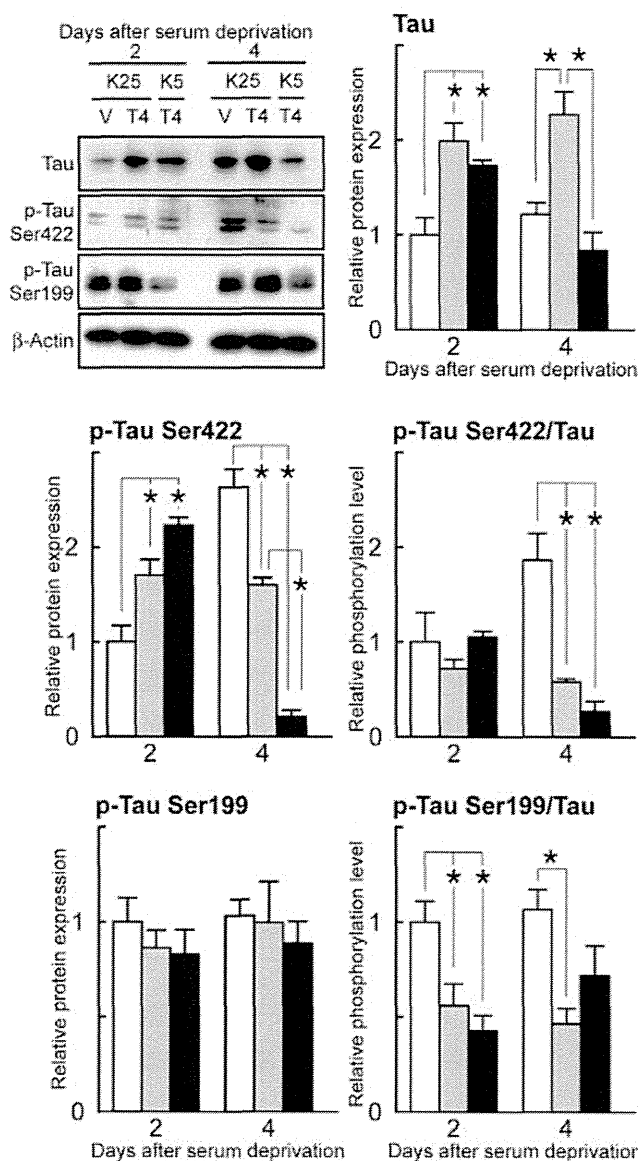 Days after serum deprivation
2 4
K25 K5 K25 K5
V T4 T4 V T4 T4
Tau
p-Tau
Ser422
p-Tau
Ser199
β-Actin
Tau
Relative protein expression
2
1
0
* * * *
2 4
Days after serum deprivation
p-Tau Ser422
Relative protein expression
2
1
0
* * * * *
2 4
p-Tau Ser422/Tau
Relative phosphorylation level
2
1
0
* *
2 4
p-Tau Ser199
Relative protein expression
1
0
2 4
Days after serum deprivation
p-Tau Ser199/Tau
Relative phosphorylation level
1
0
* * *
2 4
Days after serum deprivation